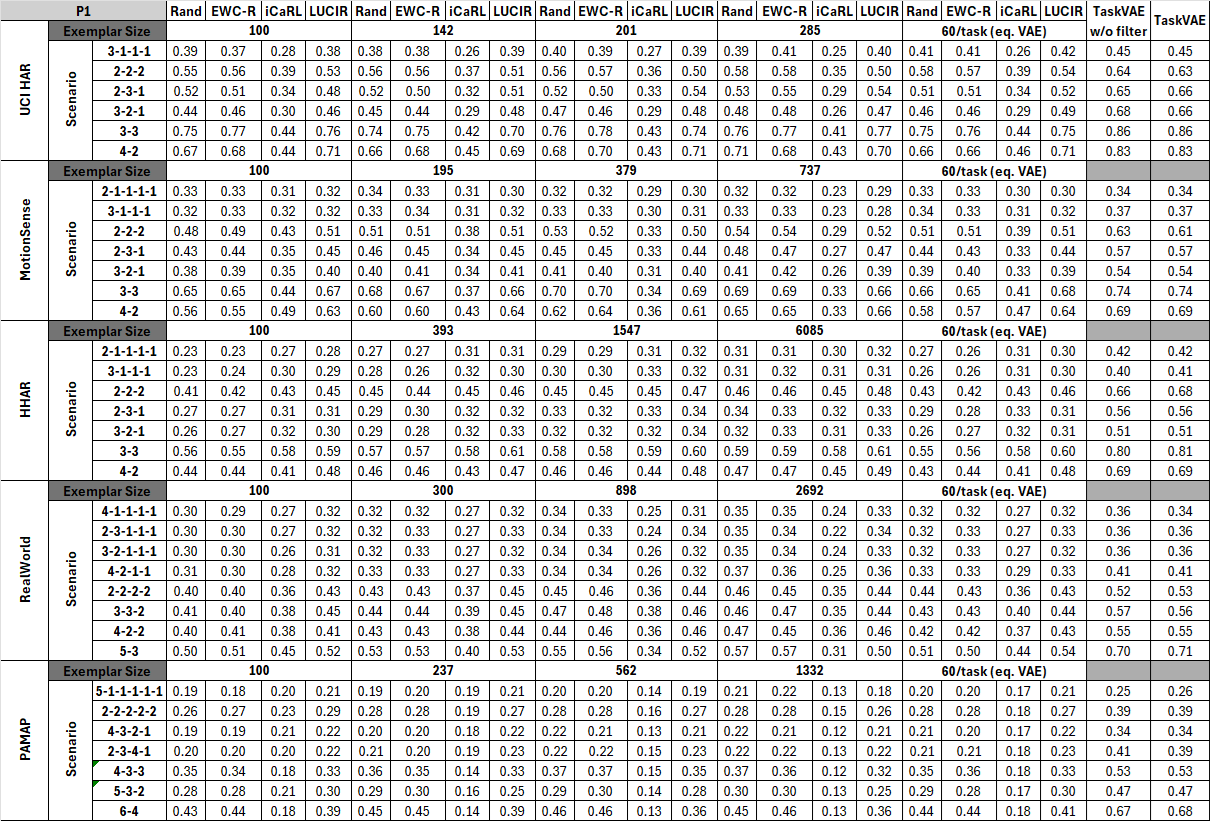 P1 Rand EWC-R iCaRL LUCIR Rand EWC-R iCaRL LUCIR Rand EWC-R iCaRL LUCIR Rand EWC-R iCaRL LUCIR Rand EWC-R iCaRL LUCIR TaskVAE w/o filter TaskVAE
UCI HAR
Exemplar Size 100 142 201 285 60/task (eq. VAE)
Scenario
3-1-1-1 0.39 0.37 0.28 0.38 0.38 0.38 0.26 0.39 0.40 0.39 0.27 0.39 0.39 0.41 0.25 0.40 0.41 0.41 0.26 0.42 0.45 0.45
2-2-2 0.55 0.56 0.39 0.53 0.56 0.56 0.37 0.51 0.56 0.57 0.36 0.50 0.58 0.58 0.35 0.50 0.58 0.57 0.39 0.54 0.64 0.63
2-3-1 0.52 0.51 0.34 0.48 0.52 0.50 0.32 0.51 0.52 0.50 0.33 0.54 0.53 0.55 0.29 0.54 0.51 0.51 0.34 0.52 0.65 0.66
3-2-1 0.44 0.46 0.30 0.46 0.45 0.44 0.29 0.48 0.47 0.46 0.29 0.48 0.48 0.48 0.26 0.47 0.46 0.46 0.29 0.49 0.68 0.66
3-3 0.75 0.77 0.44 0.76 0.74 0.75 0.42 0.70 0.76 0.78 0.43 0.74 0.76 0.77 0.41 0.77 0.75 0.76 0.44 0.75 0.86 0.86
4-2 0.67 0.68 0.44 0.71 0.66 0.68 0.45 0.69 0.68 0.70 0.43 0.71 0.71 0.68 0.43 0.70 0.66 0.66 0.46 0.71 0.83 0.83
MotionSense
Exemplar Size 100 195 379 737 60/task (eq. VAE)
Scenario
2-1-1-1-1 0.33 0.33 0.31 0.32 0.34 0.33 0.31 0.30 0.32 0.32 0.29 0.30 0.32 0.32 0.23 0.29 0.33 0.33 0.30 0.30 0.34 0.34
3-1-1-1 0.32 0.33 0.32 0.32 0.33 0.34 0.31 0.32 0.33 0.33 0.30 0.31 0.33 0.33 0.23 0.28 0.34 0.33 0.31 0.32 0.37 0.37
2-2-2 0.48 0.49 0.43 0.51 0.51 0.51 0.38 0.51 0.53 0.52 0.33 0.50 0.54 0.54 0.29 0.52 0.51 0.51 0.39 0.51 0.63 0.61
2-3-1 0.43 0.44 0.35 0.45 0.46 0.45 0.34 0.45 0.45 0.45 0.33 0.44 0.48 0.47 0.27 0.47 0.44 0.43 0.33 0.44 0.57 0.57
3-2-1 0.38 0.39 0.35 0.40 0.40 0.41 0.34 0.41 0.41 0.40 0.31 0.40 0.41 0.42 0.26 0.39 0.39 0.40 0.33 0.39 0.54 0.54
3-3 0.65 0.65 0.44 0.67 0.68 0.67 0.37 0.66 0.70 0.70 0.34 0.69 0.69 0.69 0.33 0.66 0.66 0.65 0.41 0.68 0.74 0.74
4-2 0.56 0.55 0.49 0.63 0.60 0.60 0.43 0.64 0.62 0.64 0.36 0.61 0.65 0.65 0.33 0.66 0.58 0.57 0.47 0.64 0.69 0.69
HHAR
Exemplar Size 100 393 1547 6085 60/task (eq. VAE)
Scenario
2-1-1-1-1 0.23 0.23 0.27 0.28 0.27 0.27 0.31 0.31 0.29 0.29 0.31 0.32 0.31 0.31 0.30 0.32 0.27 0.26 0.31 0.30 0.42 0.42
3-1-1-1 0.23 0.24 0.30 0.29 0.28 0.26 0.32 0.30 0.30 0.30 0.33 0.32 0.31 0.32 0.31 0.31 0.26 0.26 0.31 0.30 0.40 0.41
2-2-2 0.41 0.42 0.43 0.45 0.45 0.44 0.45 0.46 0.45 0.45 0.45 0.47 0.46 0.46 0.45 0.48 0.43 0.42 0.43 0.46 0.66 0.68
2-3-1 0.27 0.27 0.31 0.31 0.29 0.30 0.32 0.32 0.33 0.32 0.33 0.34 0.34 0.33 0.32 0.33 0.29 0.28 0.33 0.31 0.56 0.56
3-2-1 0.26 0.27 0.32 0.30 0.29 0.28 0.32 0.33 0.32 0.32 0.32 0.34 0.32 0.33 0.31 0.33 0.26 0.27 0.32 0.31 0.51 0.51
3-3 0.56 0.55 0.58 0.59 0.57 0.57 0.58 0.61 0.58 0.58 0.59 0.60 0.59 0.59 0.58 0.61 0.55 0.56 0.58 0.60 0.80 0.81
4-2 0.44 0.44 0.41 0.48 0.46 0.46 0.43 0.47 0.46 0.46 0.44 0.48 0.47 0.47 0.45 0.49 0.43 0.44 0.41 0.48 0.69 0.69
RealWorld
Exemplar Size 100 300 898 2692 60/task (eq. VAE)
Scenario
4-1-1-1-1 0.30 0.29 0.27 0.32 0.32 0.32 0.27 0.32 0.34 0.33 0.25 0.31 0.35 0.35 0.24 0.33 0.32 0.32 0.27 0.32 0.36 0.34
2-3-1-1-1 0.30 0.30 0.27 0.32 0.32 0.33 0.27 0.33 0.34 0.33 0.24 0.34 0.35 0.34 0.22 0.34 0.32 0.33 0.27 0.33 0.36 0.36
3-2-1-1-1 0.30 0.30 0.26 0.31 0.32 0.33 0.27 0.32 0.34 0.34 0.26 0.32 0.35 0.34 0.24 0.33 0.32 0.33 0.27 0.32 0.36 0.36
4-2-1-1 0.31 0.30 0.28 0.32 0.33 0.33 0.27 0.33 0.34 0.34 0.26 0.32 0.37 0.36 0.25 0.36 0.33 0.33 0.29 0.33 0.41 0.41
2-2-2-2 0.40 0.40 0.36 0.43 0.43 0.43 0.37 0.45 0.45 0.46 0.36 0.44 0.46 0.45 0.35 0.44 0.44 0.43 0.36 0.43 0.52 0.53
3-3-2 0.41 0.40 0.38 0.45 0.44 0.44 0.39 0.45 0.47 0.48 0.38 0.46 0.46 0.47 0.35 0.44 0.43 0.43 0.40 0.44 0.57 0.56
4-2-2 0.40 0.41 0.38 0.41 0.43 0.43 0.38 0.44 0.44 0.46 0.36 0.46 0.47 0.45 0.36 0.46 0.42 0.42 0.37 0.43 0.55 0.55
5-3 0.50 0.51 0.45 0.52 0.53 0.53 0.40 0.53 0.55 0.56 0.34 0.52 0.57 0.57 0.31 0.50 0.51 0.50 0.44 0.54 0.70 0.71
PAMAP
Exemplar Size 100 237 562 1332 60/task (eq. VAE)
Scenario
5-1-1-1-1-1 0.19 0.18 0.20 0.21 0.19 0.20 0.19 0.21 0.20 0.20 0.14 0.19 0.21 0.22 0.13 0.18 0.20 0.20 0.17 0.21 0.25 0.26
2-2-2-2-2 0.26 0.27 0.23 0.29 0.28 0.28 0.19 0.27 0.28 0.28 0.16 0.27 0.28 0.28 0.15 0.26 0.28 0.28 0.18 0.27 0.39 0.39
4-3-2-1 0.19 0.19 0.21 0.22 0.20 0.20 0.18 0.22 0.22 0.21 0.13 0.21 0.22 0.21 0.12 0.21 0.21 0.20 0.17 0.22 0.34 0.34
2-3-4-1 0.20 0.20 0.20 0.22 0.21 0.20 0.19 0.23 0.22 0.22 0.15 0.23 0.22 0.22 0.13 0.22 0.21 0.21 0.18 0.23 0.41 0.39
4-3-3 0.35 0.34 0.18 0.33 0.36 0.35 0.14 0.33 0.37 0.37 0.15 0.35 0.37 0.36 0.12 0.32 0.35 0.36 0.18 0.33 0.53 0.53
5-3-2 0.28 0.28 0.21 0.30 0.29 0.30 0.16 0.25 0.29 0.30 0.14 0.28 0.30 0.30 0.13 0.25 0.29 0.28 0.17 0.30 0.47 0.47
6-4 0.43 0.44 0.18 0.39 0.45 0.45 0.14 0.39 0.46 0.46 0.13 0.36 0.45 0.46 0.13 0.36 0.44 0.44 0.18 0.41 0.67 0.68